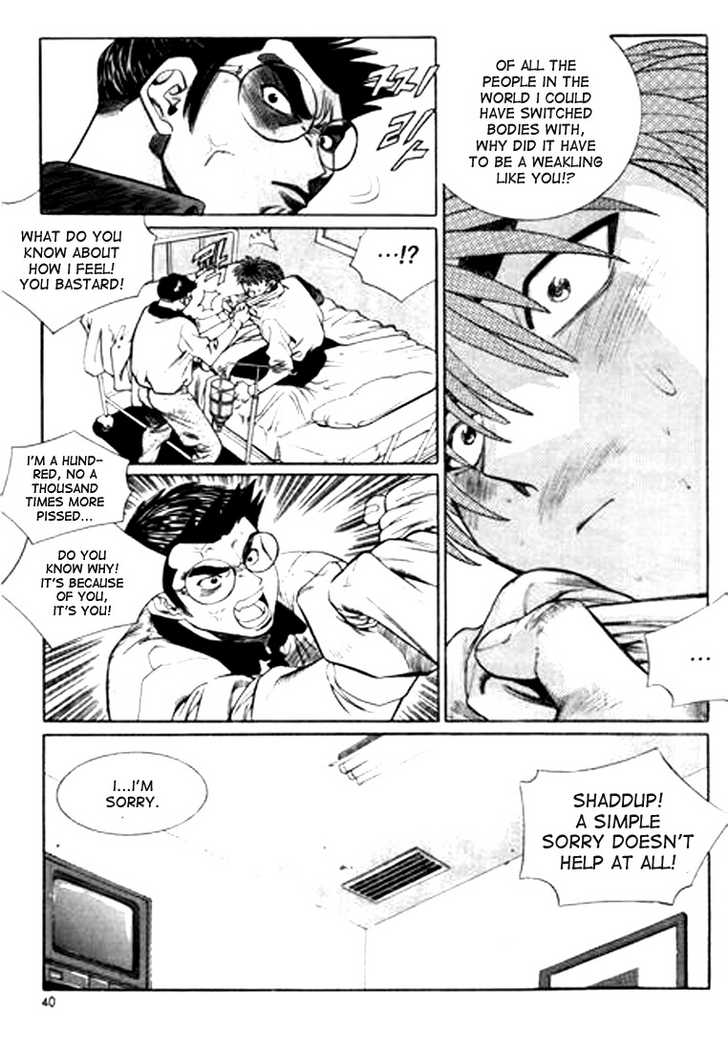 WHAT DO YOU
KNOW ABOUT
HOW I FEEL!
YOU BASTARD!
...!?
I'M A HUND-
RED, NO A
THOUSAND
TIMES MORE
PISSED...
DO YOU
KNOW WHY!
IT'S BECAUSE
OF YOU,
IT'S YOU!
OF ALL THE
PEOPLE IN THE
WORLD I COULD
HAVE SWITCHED
BODIES WITH,
WHY DID IT HAVE
TO BE A WEAKLING
LIKE YOU!?
...
I...I'M
SORRY.
SHADDUP!
A SIMPLE
SORRY DOESN'T
HELP AT ALL!
40